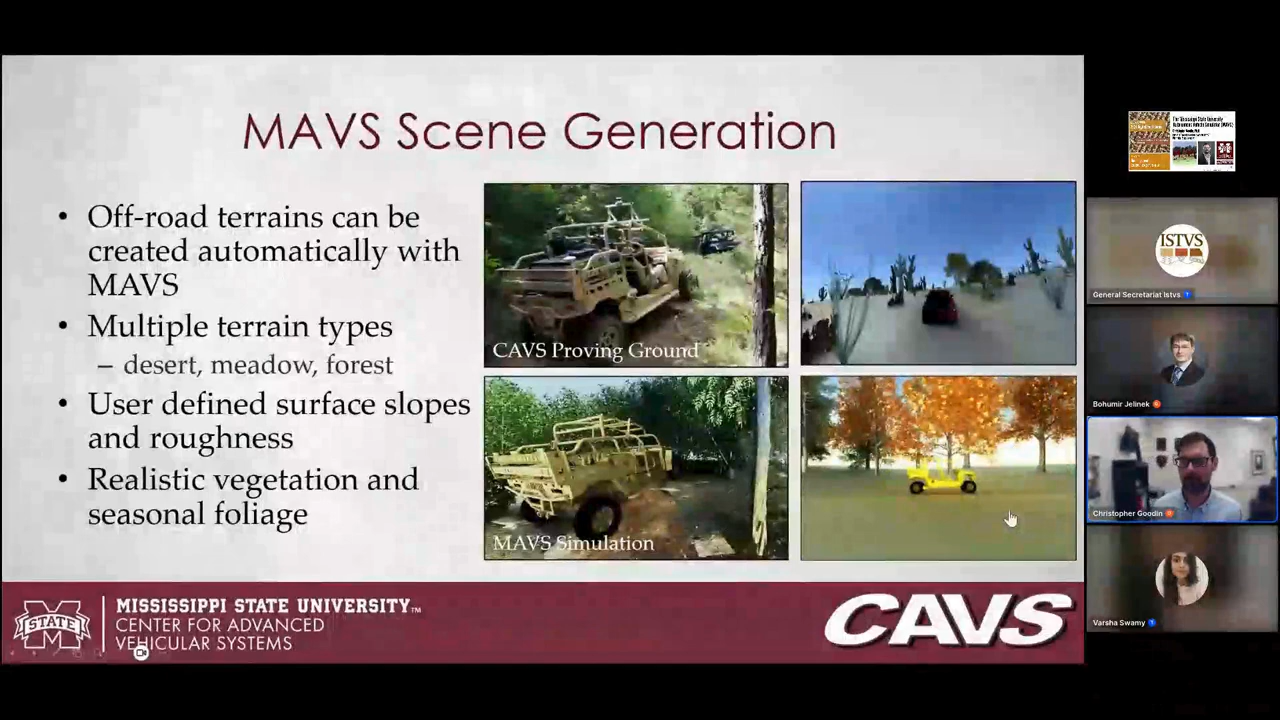 MAVS Scene Generation
• Off-road terrains can be
created automatically with
MAVS
• Multiple terrain types
– desert, meadow, forest
• User defined surface slopes
and roughness
• Realistic vegetation and
seasonal foliage
CAVS Proving Ground
MAVS Simulation
STATE
MISSISSIPPI STATE UNIVERSITY™
CENTER FOR ADVANCED
VEHICULAR SYSTEMS
CAVS
ISTVS
General Secretariat Istvs
Bohumir Jelinek
Christopher Goodin
Varsha Swamy